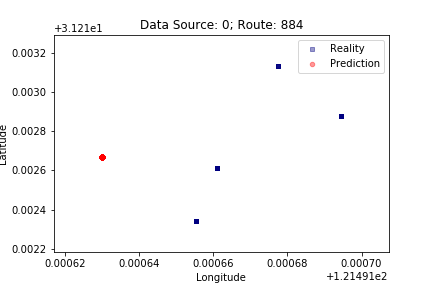 Data Source: 0; Route: 884
+3.121e1
Reality
Prediction
0.0032
0.0030
0.0028
0.0026
0.0024
0.0022
Latitude
0.00062
0.00064
0.00066
0.00068
0.00070
Longitude
+1.21491e2